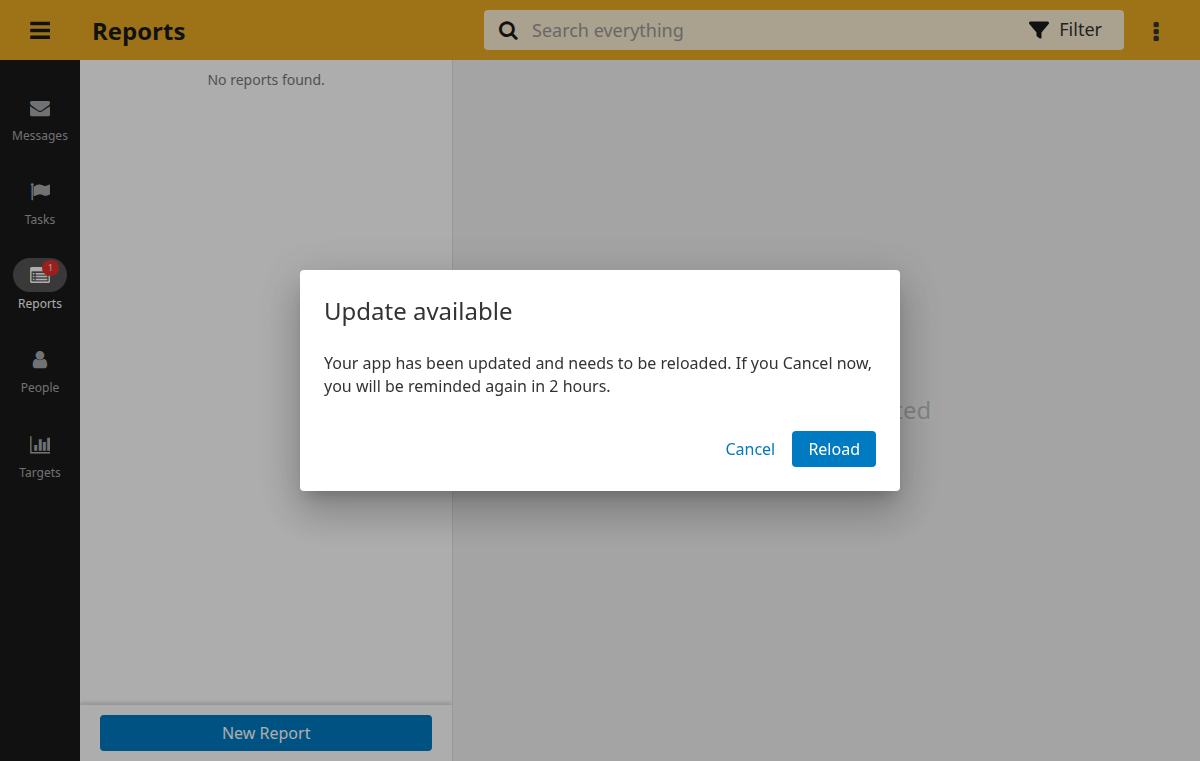 Reports
Search everything
Filter
Messages
Tasks
1
Reports
People
Targets
No reports found.
Update available
Your app has been updated and needs to be reloaded. If you Cancel now,
you will be reminded again in 2 hours.
Cancel
Reload
New Report